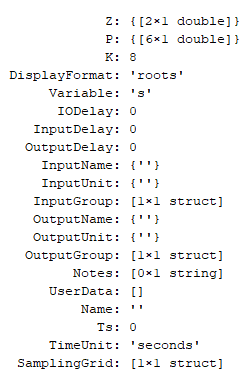 Z: {[2×1 double]}
P: {[6×1 double]}
K: 8
DisplayFormat: 'roots'
Variable: 's'
IODelay: 0
InputDelay: 0
OutputDelay: 0
InputName: {''}
InputUnit: {''}
InputGroup: [1×1 struct]
OutputName: {''}
OutputUnit: {''}
OutputGroup: [1×1 struct]
Notes: [0×1 string]
UserData: []
Name: ''
Ts: 0
TimeUnit: 'seconds'
SamplingGrid: [1×1 struct]